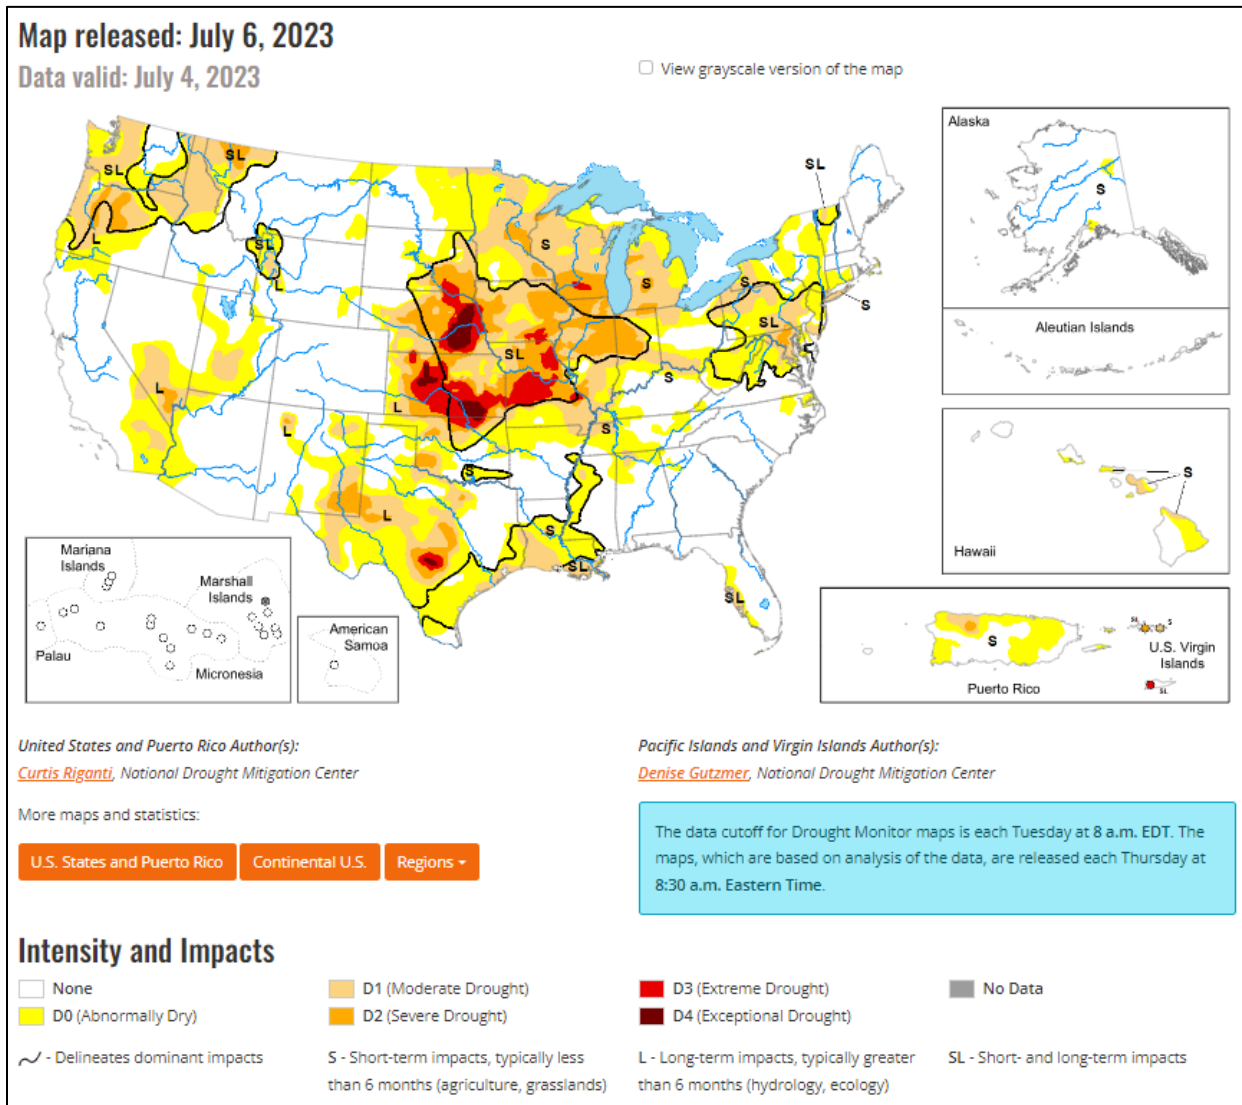 Map released: July 6, 2023
Data valid: July 4, 2023
View grayscale version of the map
Alaska
S
Aleutian Islands
S L
S L
S L
L
S L
L
S
S
S
S
S L
S
S L
L
L
L
S
S
S
L
S
S L
S L
S
Hawaii
Mariana
Islands
Marshall
Islands
Palau
Micronesia
American
Samoa
S
Puerto Rico
SL
S
U.S. Virgin
Islands
SL
United States and Puerto Rico Author(s):
Curtis Riganti, National Drought Mitigation Center
Pacific Islands and Virgin Islands Author(s):
Denise Gutzmer, National Drought Mitigation Center
More maps and statistics:
U.S. States and Puerto Rico
Continental U.S.
Regions
The data cutoff for Drought Monitor maps is each Tuesday at 8 a.m. EDT. The
maps, which are based on analysis of the data, are released each Thursday at
8:30 a.m. Eastern Time.
Intensity and Impacts
None
D0 (Abnormally Dry)
D1 (Moderate Drought)
D2 (Severe Drought)
D3 (Extreme Drought)
D4 (Exceptional Drought)
No Data
- Delineates dominant impacts
S - Short-term impacts, typically less
than 6 months (agriculture, grasslands)
L - Long-term impacts, typically greater
than 6 months (hydrology, ecology)
SL - Short- and long-term impacts